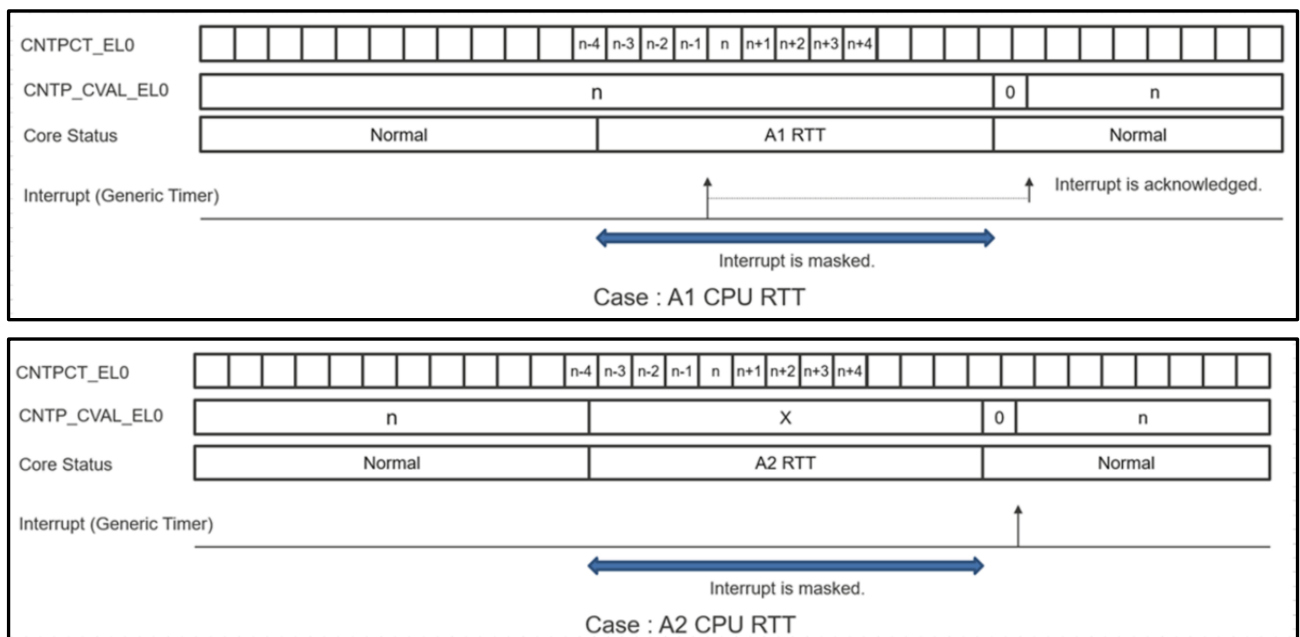 CNTPCT_EL0 n-4 n-3 n-2 n-1 n n+1 n+2 n+3 n+4
CNTP_CVAL_EL0 n 0 n
Core Status Normal A1 RTT Normal
Interrupt (Generic Timer) Interrupt is acknowledged.
Interrupt is masked.
Case : A1 CPU RTT
CNTPCT_EL0 n-4 n-3 n-2 n-1 n n+1 n+2 n+3 n+4
CNTP_CVAL_EL0 n X 0 n
Core Status Normal A2 RTT Normal
Interrupt (Generic Timer)
Interrupt is masked.
Case : A2 CPU RTT